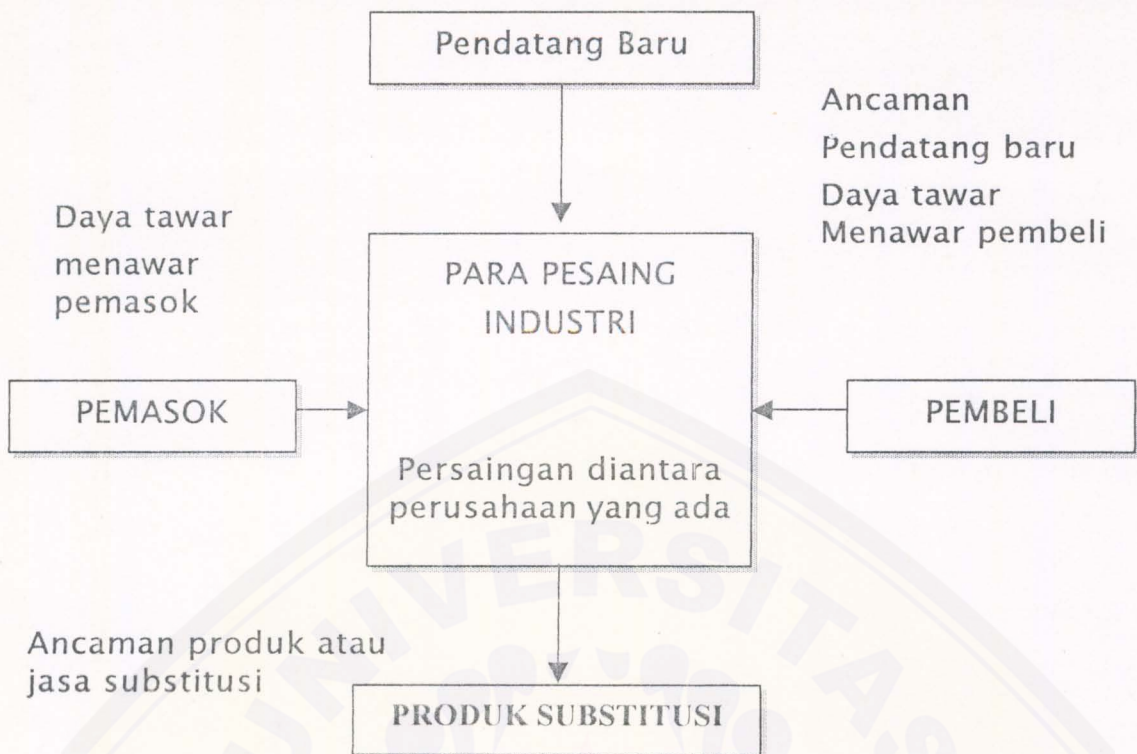 Pendatang Baru
Ancaman
Pendatang baru
Daya tawar
Menawar pembeli
Daya tawar
menawar
pemasok
PARA PESAING
INDUSTRI
PEMASOK
PEMBELI
Persaingan diantara
perusahaan yang ada
UNIVERSITAS
Ancaman produk atau
jasa substitusi
PRODUK SUBSTITUSI